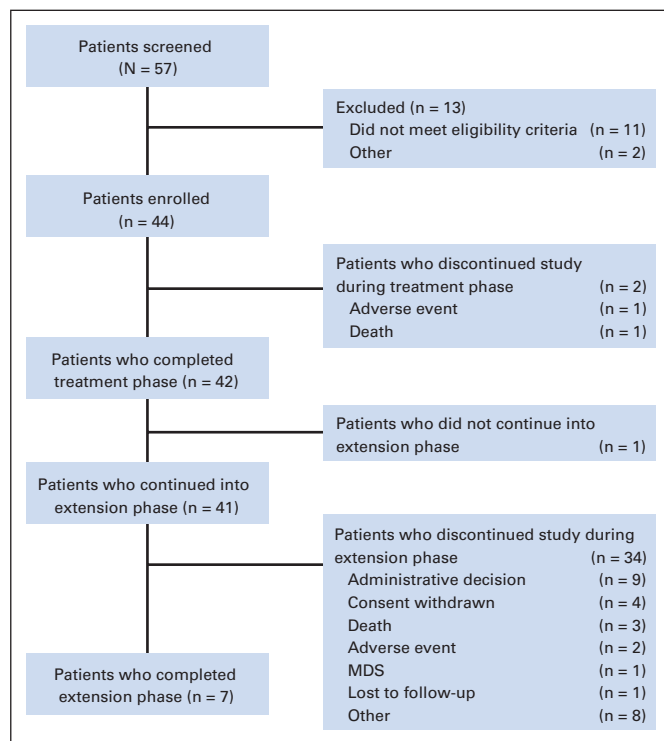 Patients screened
(N = 57)
Excluded (n = 13)
Did not meet eligibility criteria (n = 11)
Other (n = 2)
Patients enrolled
(n = 44)
Patients who discontinued study
during treatment phase (n = 2)
Adverse event (n = 1)
Death (n = 1)
Patients who completed
treatment phase (n = 42)
Patients who did not continue into
extension phase (n = 1)
Patients who continued into
extension phase (n = 41)
Patients who discontinued study during
extension phase (n = 34)
Administrative decision (n = 9)
Consent withdrawn (n = 4)
Death (n = 3)
Adverse event (n = 2)
MDS (n = 1)
Lost to follow-up (n = 1)
Other (n = 8)
Patients who completed
extension phase (n = 7)